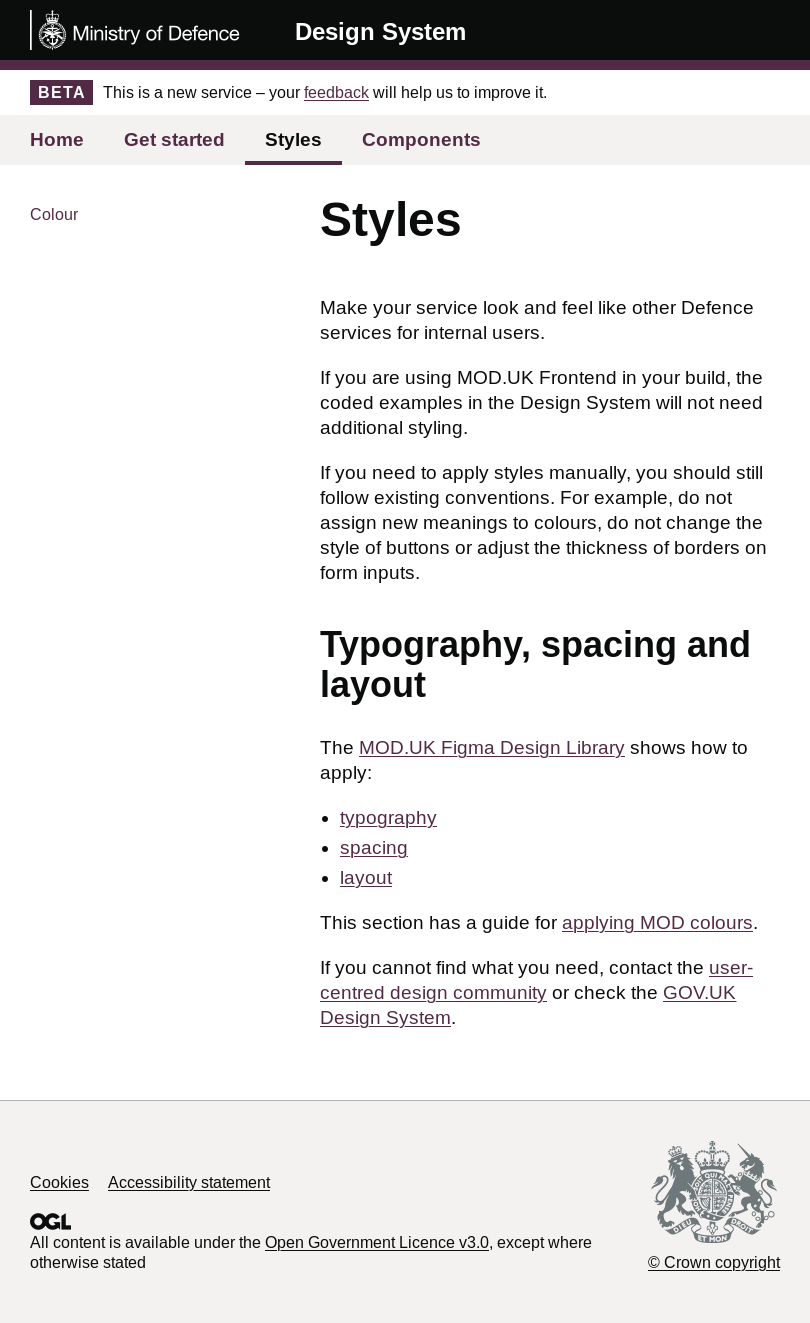 Ministry of Defence
Design System
BETA This is a new service – your feedback will help us to improve it.
Home Get started Styles Components
Colour
Styles
Make your service look and feel like other Defence
services for internal users.
If you are using MOD.UK Frontend in your build, the
coded examples in the Design System will not need
additional styling.
If you need to apply styles manually, you should still
follow existing conventions. For example, do not
assign new meanings to colours, do not change the
style of buttons or adjust the thickness of borders on
form inputs.
Typography, spacing and
layout
The MOD.UK Figma Design Library shows how to
apply:
• typography
• spacing
• layout
This section has a guide for applying MOD colours.
If you cannot find what you need, contact the user-
centred design community or check the GOV.UK
Design System.
Cookies Accessibility statement
OGL
All content is available under the Open Government Licence v3.0, except where
otherwise stated
DIEU ET MON DROIT
© Crown copyright